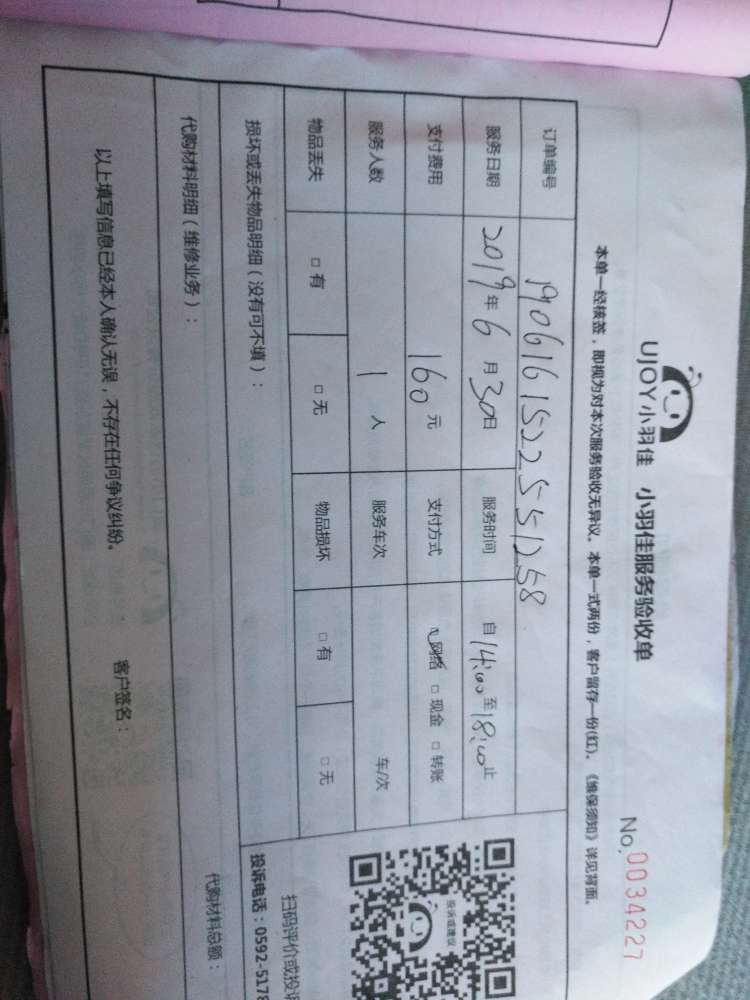 UJOY小羽佳 小羽佳服务验收单
No.0034227
本单一经核签，即视为对本次服务验收无异议。本单一式两份，客户留存一份(红)。《维保须知》详见背面。
订单编号 1906161522551258
服务日期 2019年6月30日 服务时间 自14:00至18:00止
支付费用 160元 支付方式 ☑网络 □现金 □转账
服务人数 1人 服务车次 车/次
物品丢失 □有 □无 物品损坏 □有 □无
投诉或建议
扫码评价或投诉
投诉电话：0592-5178
损坏或丢失物品明细（没有可不填）：
代购材料明细（维修业务）： 代购材料总额：
以上填写信息已经本人确认无误，不存在任何争议纠纷。 客户签名：